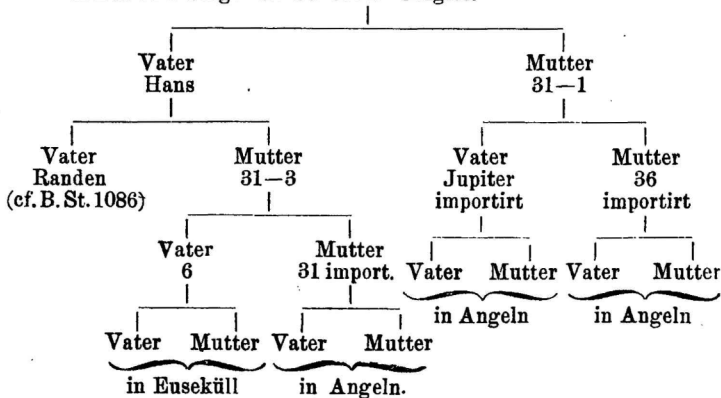 Vater Mutter
Hans 31—1
Vater Mutter Vater Mutter
Randen 31—3 Jupiter 36
(cf. B. St. 1086) importirt importirt
Vater Mutter
6 31 import. Vater Mutter Vater Mutter
in Angeln in Angeln
Vater Mutter Vater Mutter
in Euseküll in Angeln.